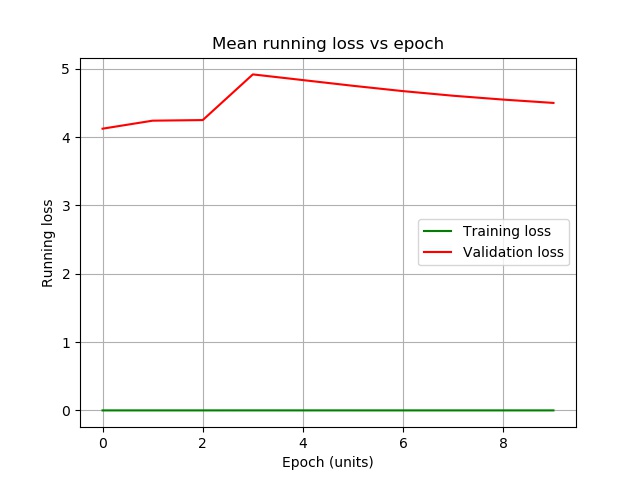 Mean running loss vs epoch
5
4
3
2
1
0
Running loss
Training loss
Validation loss
0 2 4 6 8
Epoch (units)